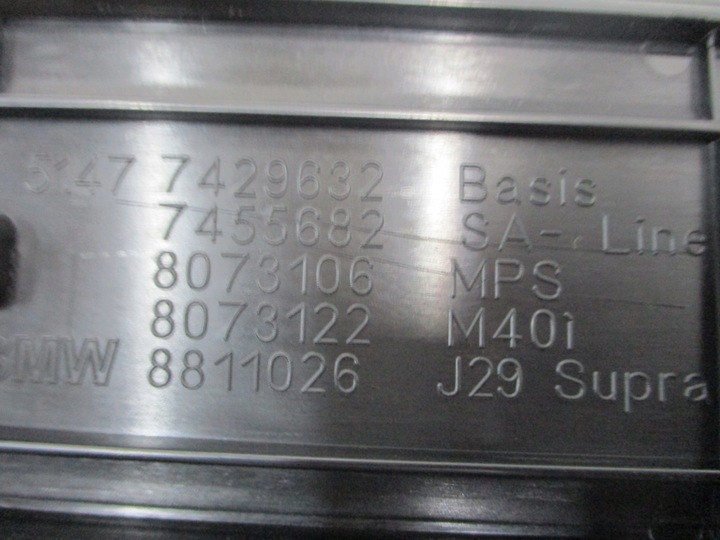 5147 7429632 Basis
7455682 SA- Line
8073106 MPS
8073122 M40i
BMW 8811026 J29 Supra